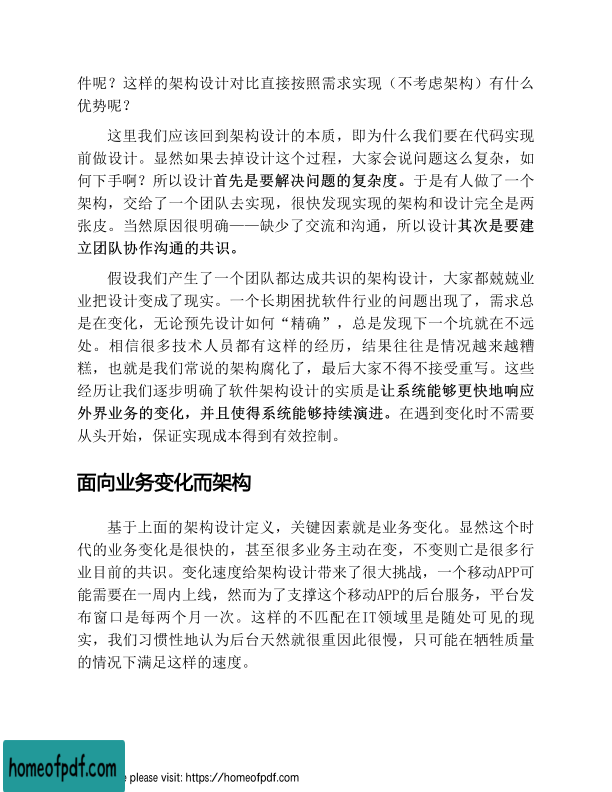 件呢？这样的架构设计对比直接按照需求实现（不考虑架构）有什么
优势呢？
这里我们应该回到架构设计的本质，即为什么我们要在代码实现
前做设计。显然如果去掉设计这个过程，大家会说问题这么复杂，如
何下手啊？所以设计首先是要解决问题的复杂度。于是有人做了一个
架构，交给了一个团队去实现，很快发现实现的架构和设计完全是两
张皮。当然原因很明确——缺少了交流和沟通，所以设计其次是要建
立团队协作沟通的共识。
假设我们产生了一个团队都达成共识的架构设计，大家都兢兢业
业把设计变成了现实。一个长期困扰软件行业的问题出现了，需求总
是在变化，无论预先设计如何“精确”，总是发现下一个坑就在不远
处。相信很多技术人员都有这样的经历，结果往往是情况越来越糟
糕，也就是我们常说的架构腐化了，最后大家不得不接受重写。这些
经历让我们逐步明确了软件架构设计的实质是让系统能够更快地响应
外界业务的变化，并且使得系统能够持续演进。在遇到变化时不需要
从头开始，保证实现成本得到有效控制。
面向业务变化而架构
基于上面的架构设计定义，关键因素就是业务变化。显然这个时
代的业务变化是很快的，甚至很多业务主动在变，不变则亡是很多行
业目前的共识。变化速度给架构设计带来了很大挑战，一个移动APP可
能需要在一周内上线，然而为了支撑这个移动APP的后台服务，平台发
布窗口是每两个月一次。这样的不匹配在IT领域里是随处可见的现
实，我们习惯性地认为后台天然就很重因此很慢，只可能在牺牲质量
的情况下满足这样的速度。
homeofpdf.com
e please visit: https://homeofpdf.com